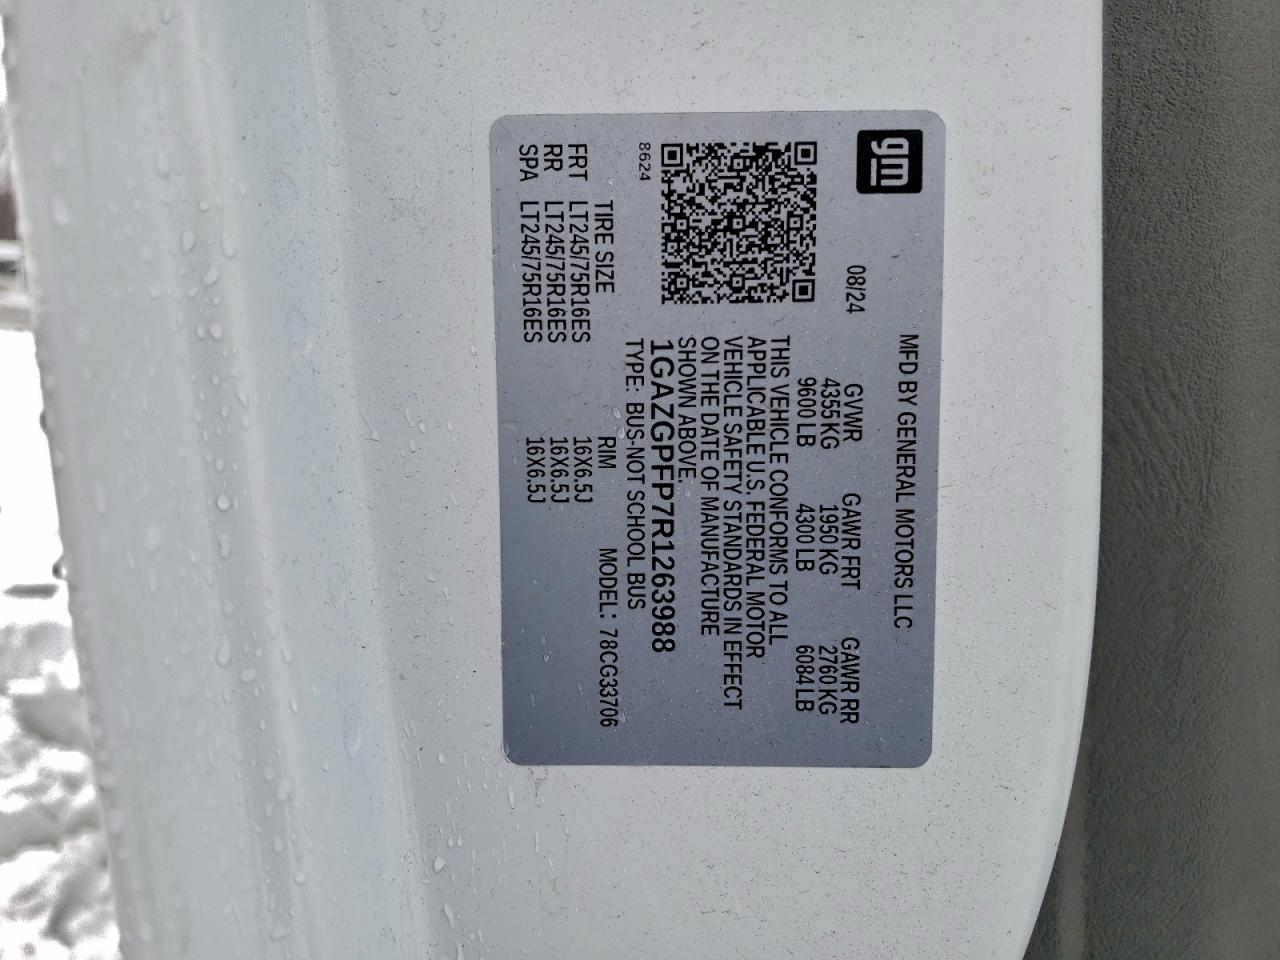 gm
MFD BY GENERAL MOTORS LLC
08/24 GVWR GAWR FRT GAWR RR
4355 KG 1950 KG 2760 KG
9600 LB 4300 LB 6084 LB
THIS VEHICLE CONFORMS TO ALL
APPLICABLE U.S. FEDERAL MOTOR
VEHICLE SAFETY STANDARDS IN EFFECT
ON THE DATE OF MANUFACTURE
SHOWN ABOVE.
1GAZGPFP7R1263988
8624
TYPE: BUS-NOT SCHOOL BUS
TIRE SIZE RIM MODEL: 78CG33706
FRT LT245/75R16ES 16X6.5J
RR LT245/75R16ES 16X6.5J
SPA LT245/75R16ES 16X6.5J